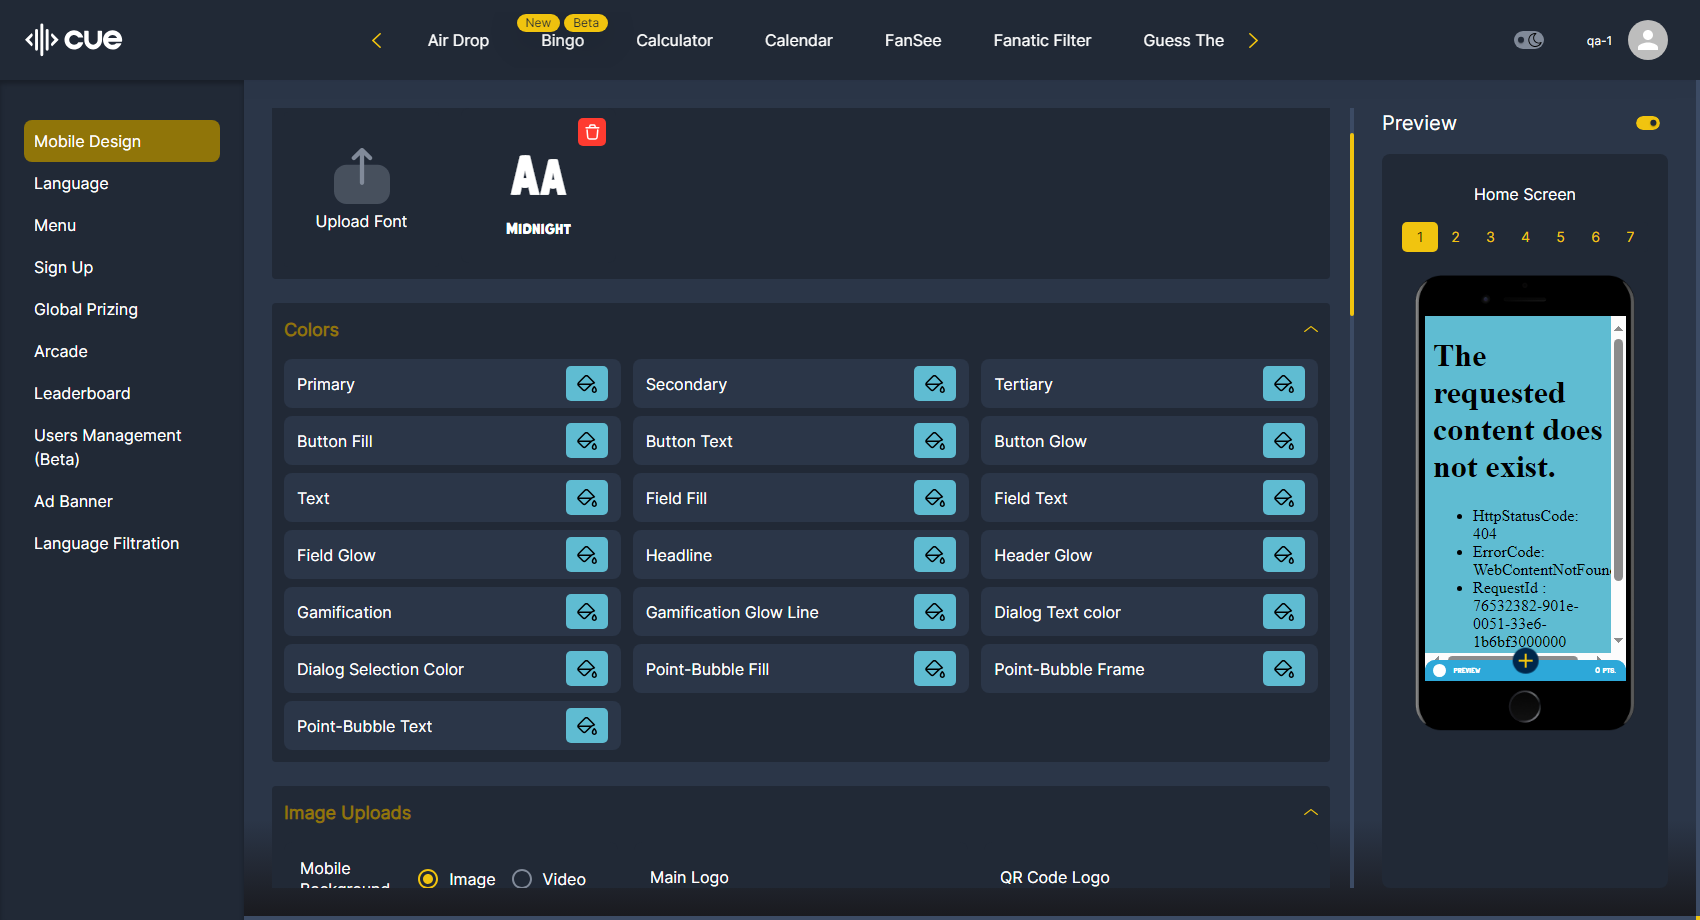 cue
Air Drop
New
Beta
Bingo
Calculator
Calendar
FanSee
Fanatic Filter
Guess The
qa-1
Mobile Design
Language
Menu
Sign Up
Global Prizing
Arcade
Leaderboard
Users Management
(Beta)
Ad Banner
Language Filtration
Upload Font
AA
MIDNIGHT
Colors
Primary
Secondary
Tertiary
Button Fill
Button Text
Button Glow
Text
Field Fill
Field Text
Field Glow
Headline
Header Glow
Gamification
Gamification Glow Line
Dialog Text color
Dialog Selection Color
Point-Bubble Fill
Point-Bubble Frame
Point-Bubble Text
Image Uploads
Mobile
Background
Image
Video
Main Logo
QR Code Logo
Preview
Home Screen
1 2 3 4 5 6 7
The
requested
content does
not exist.
HttpStatusCode:
404
ErrorCode:
WebContentNotFoun
RequestId :
76532382-901e-
0051-33e6-
1b6bf3000000
PREVIEW
0 PTS.